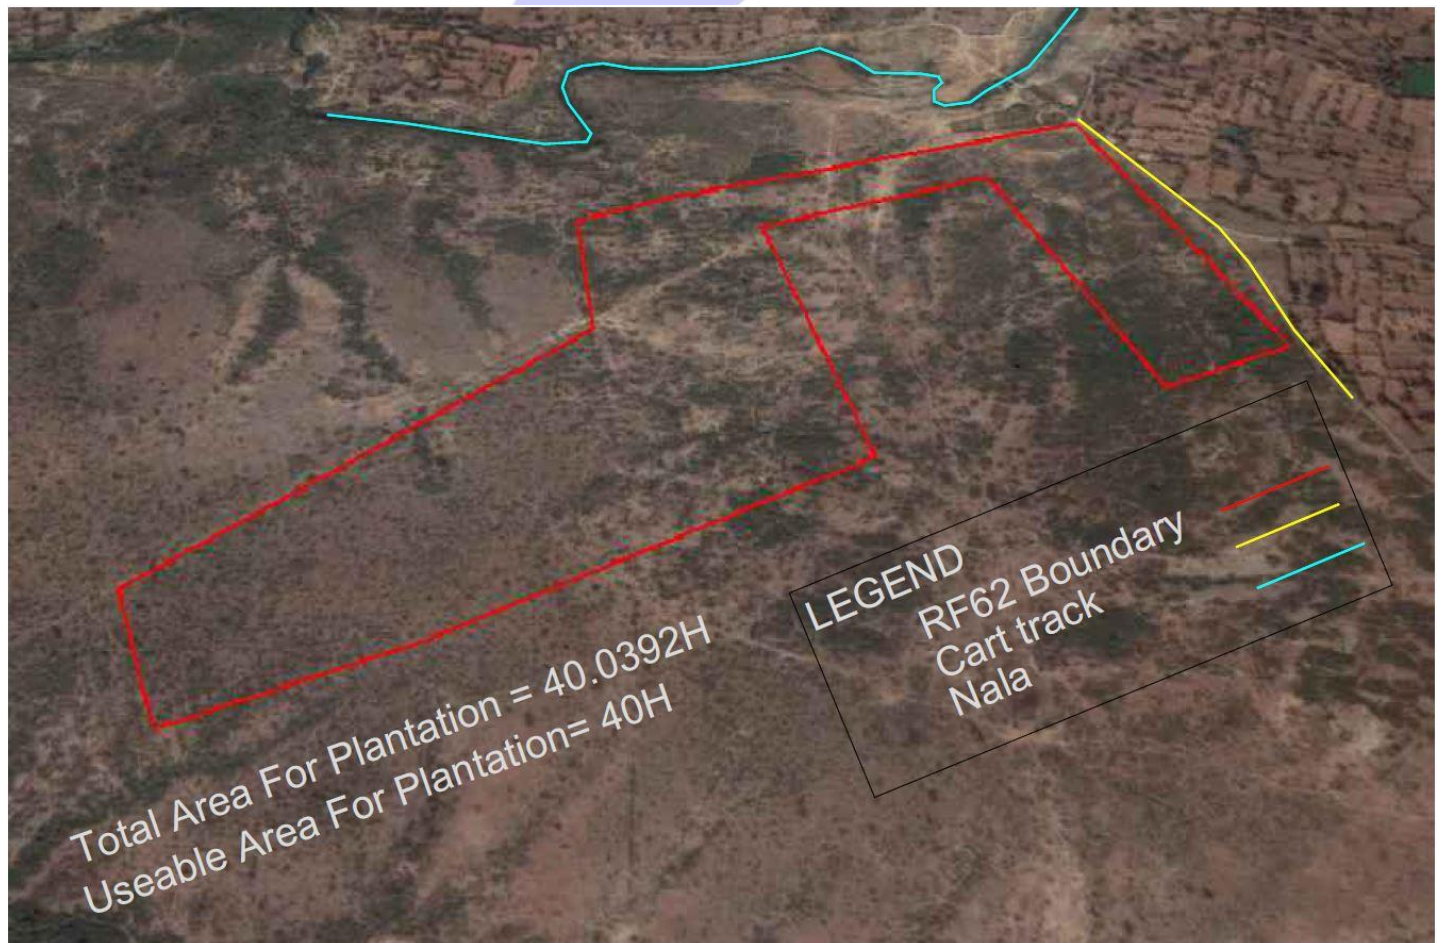 LEGEND
RF62 Boundary
Cart track
Nala
Total Area For Plantation = 40.0392H
Useable Area For Plantation= 40H